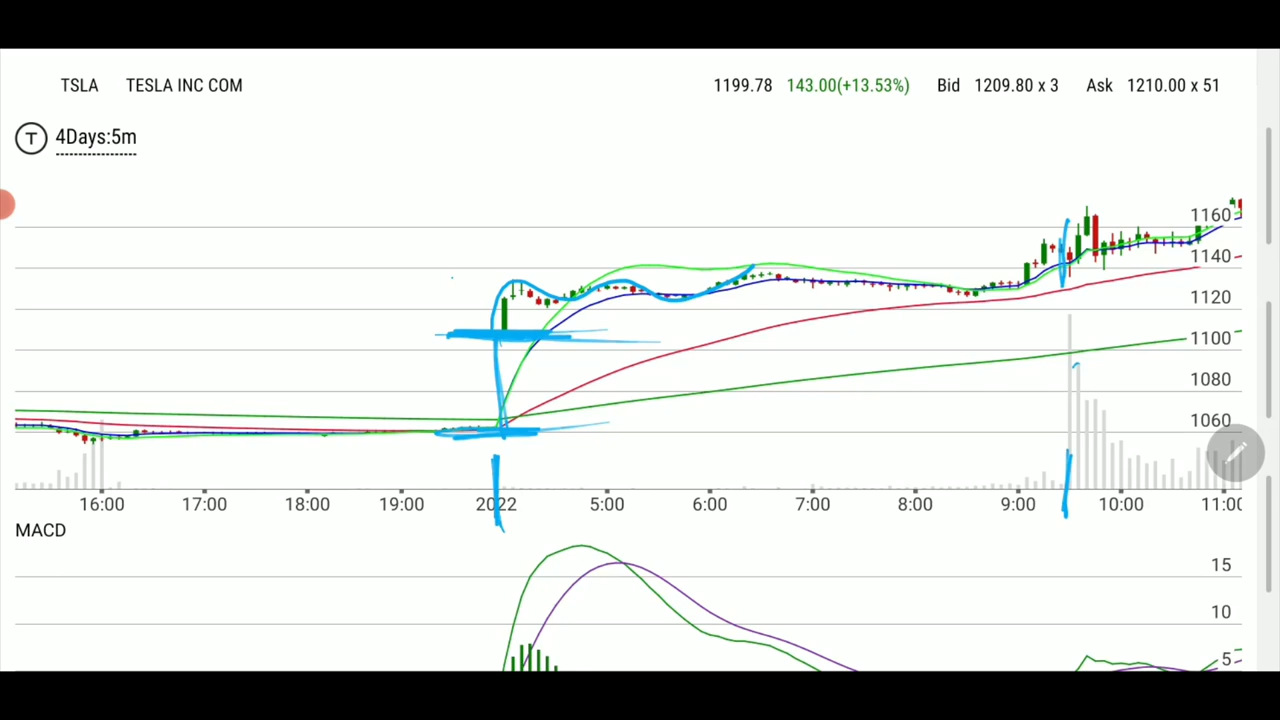 TSLA TESLA INC COM 1199.78 143.00(+13.53%) Bid 1209.80 x 3 Ask 1210.00 x 51
T 4Days:5m
1160
1140
1120
1100
1080
1060
16:00 17:00 18:00 19:00 2022 5:00 6:00 7:00 8:00 9:00 10:00 11:00
MACD
15
10
5